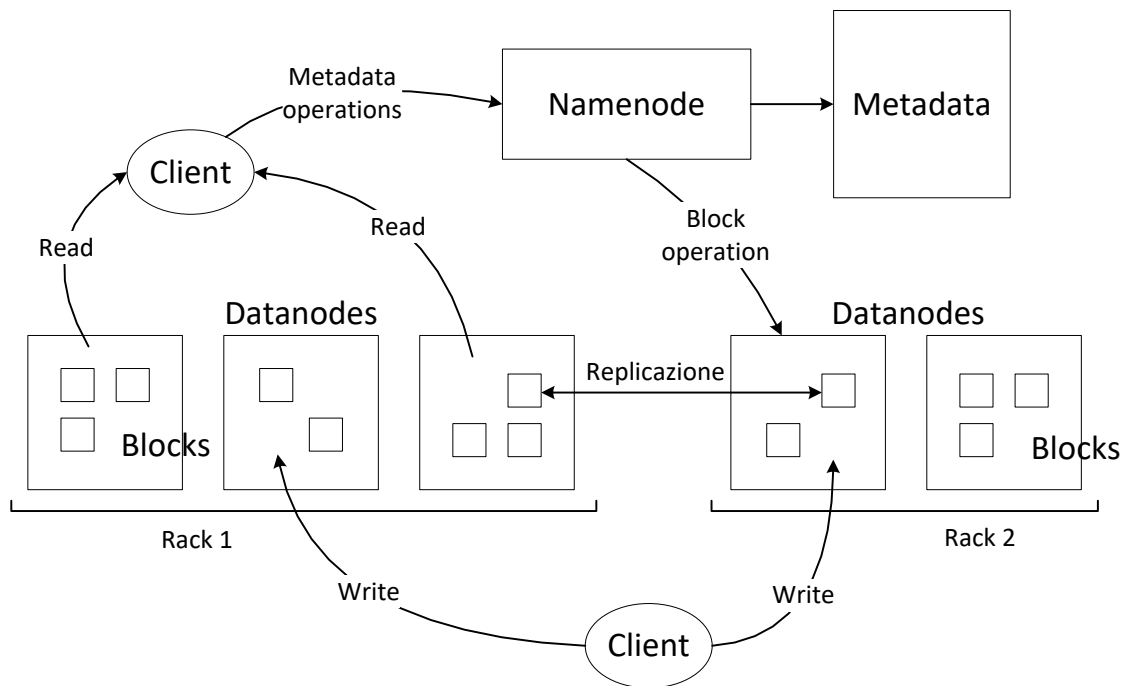 Metadata
operations
Namenode
Metadata
Client
Read
Read
Block
operation
Datanodes
Datanodes
Replicazione
Blocks
Blocks
Rack 1
Rack 2
Write
Write
Client